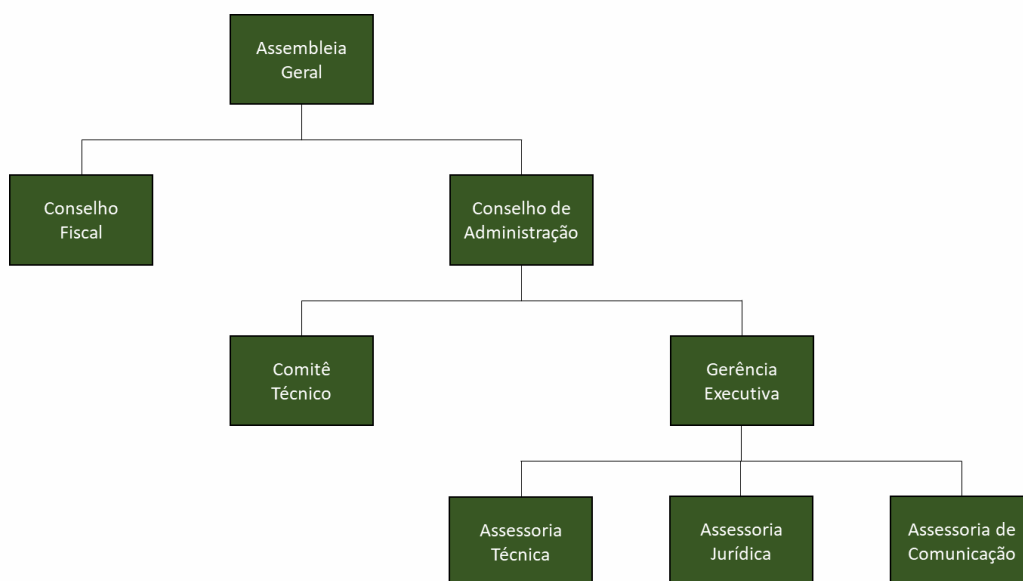 Assembleia
Geral
Conselho
Fiscal
Conselho de
Administração
Comitê
Técnico
Gerência
Executiva
Assessoria
Técnica
Assessoria
Jurídica
Assessoria de
Comunicação